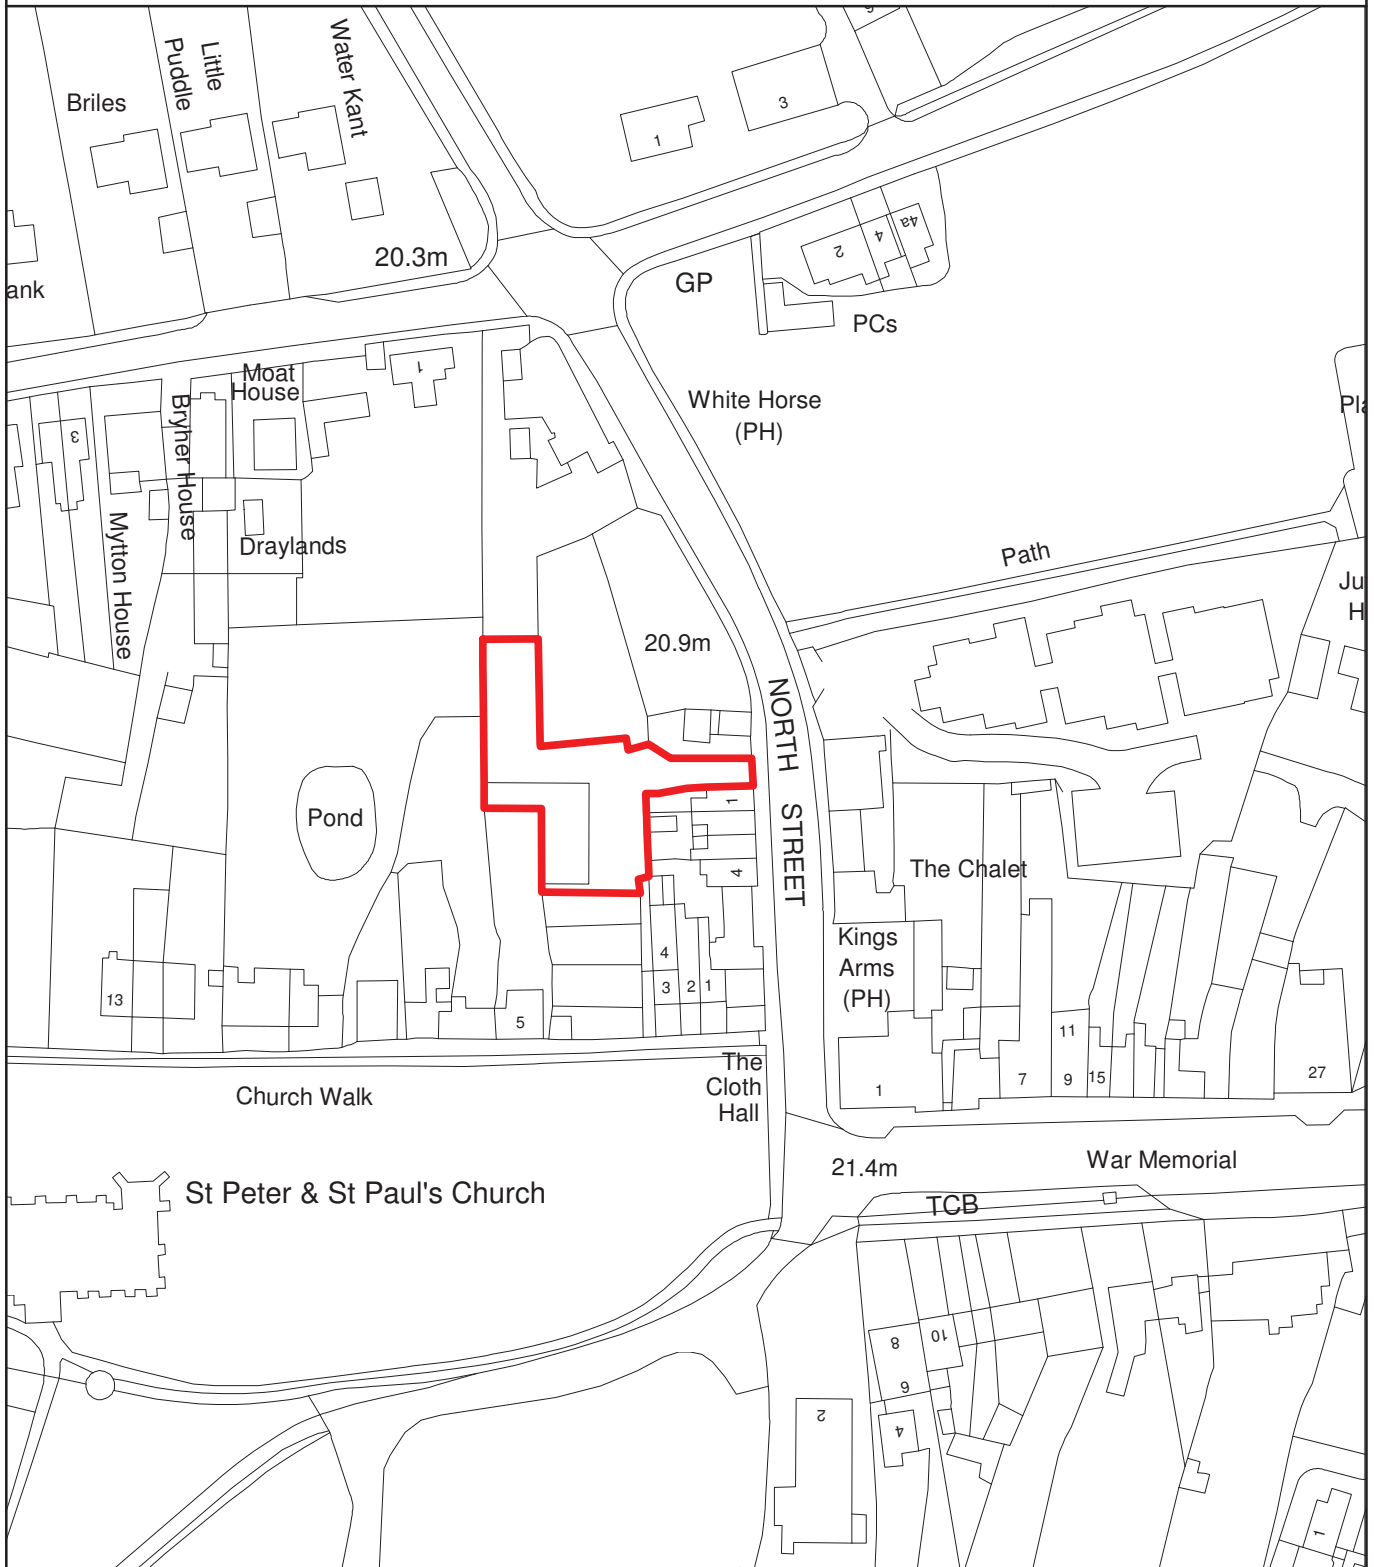 Briles
Little
Puddle
Water Kant
1
3
20.3m
ank
GP
2
4
4a
PCs
Moat
House
1
White Horse
(PH)
3
Bryher House
Mytton House
Draylands
Path
20.9m
NORTH STREET
Pond
1
4
The Chalet
Kings
Arms
(PH)
4
3
2
1
13
5
11
1
7
9
15
27
The
Cloth
Hall
Church Walk
21.4m
War Memorial
St Peter & St Paul's Church
TCB
8
10
6
4
2
1